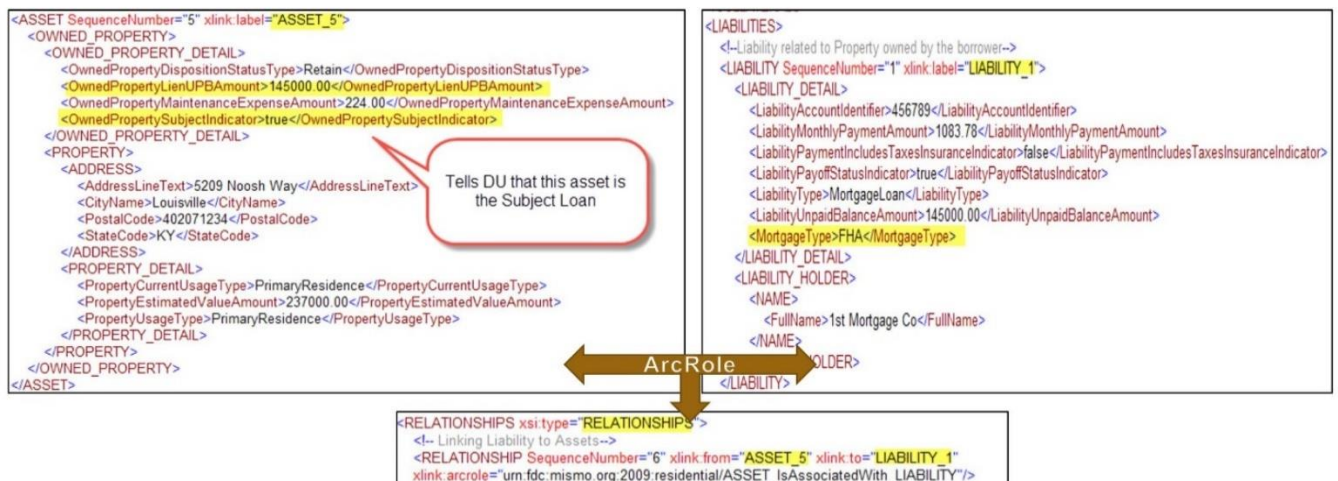 <ASSET SequenceNumber="5" xlink:label="ASSET_5">
<OWNED_PROPERTY>
<OWNED_PROPERTY_DETAIL>
<OwnedPropertyDispositionStatusType>Retain</OwnedPropertyDispositionStatusType>
<OwnedPropertyLienUPBAmount>145000.00</OwnedPropertyLienUPBAmount>
<OwnedPropertyMaintenanceExpenseAmount>224.00</OwnedPropertyMaintenanceExpenseAmount>
<OwnedPropertySubjectIndicator>true</OwnedPropertySubjectIndicator>
</OWNED_PROPERTY_DETAIL>
<PROPERTY>
<ADDRESS>
<AddressLineText>5209 Noosh Way</AddressLineText>
<CityName>Louisville</CityName>
<PostalCode>402071234</PostalCode>
<StateCode>KY</StateCode>
</ADDRESS>
<PROPERTY_DETAIL>
<PropertyCurrentUsageType>PrimaryResidence</PropertyCurrentUsageType>
<PropertyEstimatedValueAmount>237000.00</PropertyEstimatedValueAmount>
<PropertyUsageType>PrimaryResidence</PropertyUsageType>
</PROPERTY_DETAIL>
</PROPERTY>
</OWNED_PROPERTY>
</ASSET>
Tells DU that this asset is
the Subject Loan
<LIABILITIES>
<!--Liability related to Property owned by the borrower-->
<LIABILITY SequenceNumber="1" xlink:label="LIABILITY_1">
<LIABILITY_DETAIL>
<LiabilityAccountIdentifier>456789</LiabilityAccountIdentifier>
<LiabilityMonthlyPaymentAmount>1083.78</LiabilityMonthlyPaymentAmount>
<LiabilityPaymentIncludesTaxesInsuranceIndicator>false</LiabilityPaymentIncludesTaxesInsuranceIndicator>
<LiabilityPayoffStatusIndicator>true</LiabilityPayoffStatusIndicator>
<LiabilityType>MortgageLoan</LiabilityType>
<LiabilityUnpaidBalanceAmount>145000.00</LiabilityUnpaidBalanceAmount>
<MortgageType>FHA</MortgageType>
</LIABILITY_DETAIL>
<LIABILITY_HOLDER>
<NAME>
<FullName>1st Mortgage Co</FullName>
</NAME>
OLDER>
</LIABILITY>
ArcRole
<RELATIONSHIPS xsi:type="RELATIONSHIPS">
<!-- Linking Liability to Assets-->
<RELATIONSHIP SequenceNumber="6" xlink:from="ASSET_5" xlink:to="LIABILITY_1"
xlink:arcrole="urn:fdc:mismo.org:2009:residential/ASSET_IsAssociatedWith_LIABILITY"/>